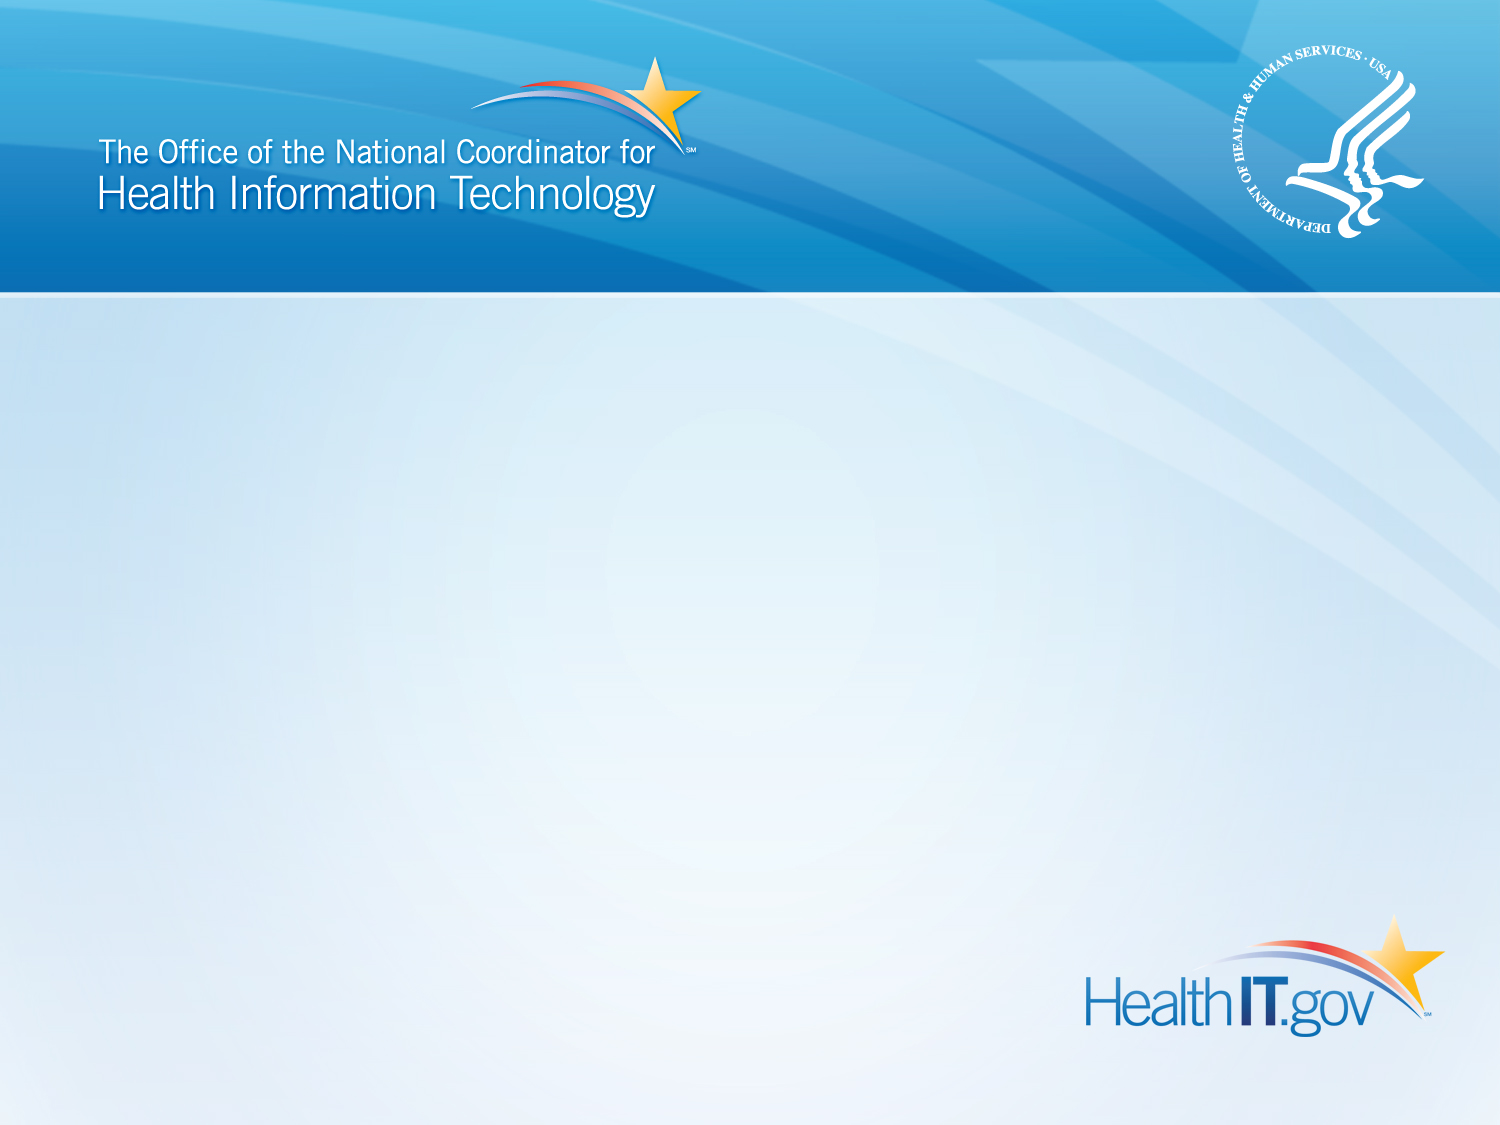 The Office of the National Coordinator for
Health Information Technology
SM
DEPARTMENT OF HEALTH & HUMAN SERVICES · USA
HealthIT.gov
SM